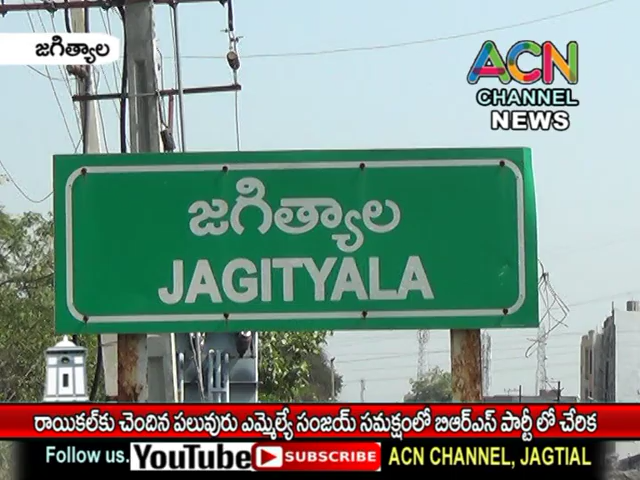 జగిత్యాల
ACN
CHANNEL
NEWS
జగిత్యాల
JAGITYALA
రాయికల్‌కు చెందిన పలువురు ఎమ్మెల్యే సంజయ్ సమక్షంలో బిఆర్ఎస్ పార్టీ లో చేరిక
Follow us. YouTube SUBSCRIBE ACN CHANNEL, JAGTIAL